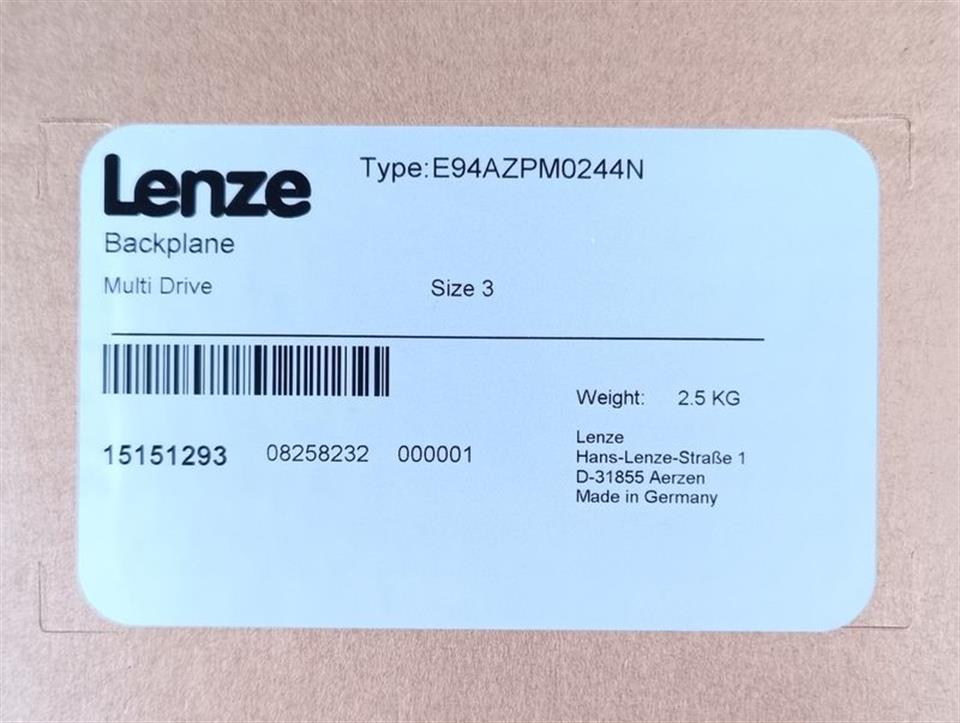 Lenze
Type:E94AZPM0244N
Backplane
Multi Drive Size 3
Weight: 2.5 KG
15151293 08258232 000001
Lenze
Hans-Lenze-Straße 1
D-31855 Aerzen
Made in Germany